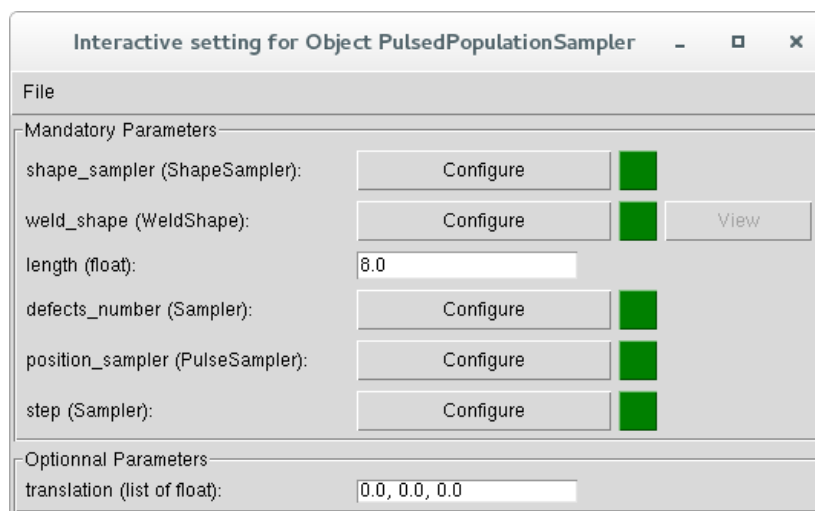 Interactive setting for Object PulsedPopulationSampler
File
Mandatory Parameters
shape_sampler (ShapeSampler): Configure
weld_shape (WeldShape): Configure View
length (float): 8.0
defects_number (Sampler): Configure
position_sampler (PulseSampler): Configure
step (Sampler): Configure
Optionnal Parameters
translation (list of float): 0.0, 0.0, 0.0